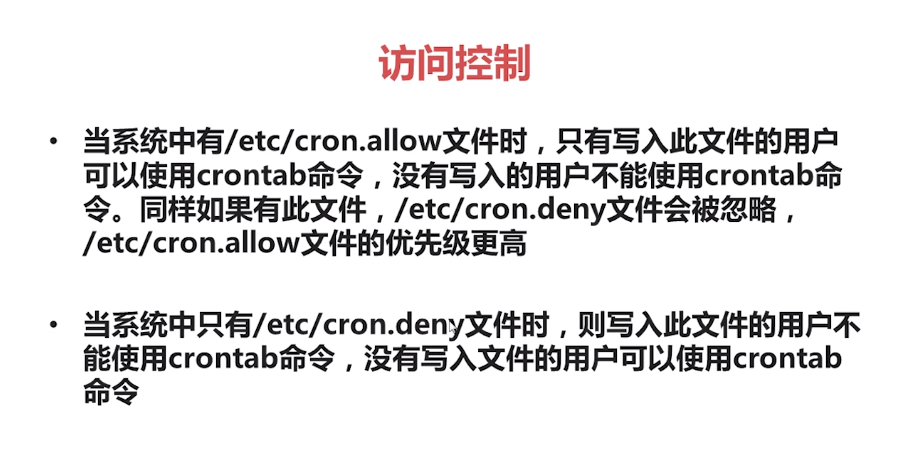 访问控制
• 当系统中有/etc/cron.allow文件时，只有写入此文件的用户
可以使用crontab命令，没有写入的用户不能使用crontab命
令。同样如果有此文件，/etc/cron.deny文件会被忽略，
/etc/cron.allow文件的优先级更高
• 当系统中只有/etc/cron.deny文件时，则写入此文件的用户不
能使用crontab命令，没有写入文件的用户可以使用crontab
命令